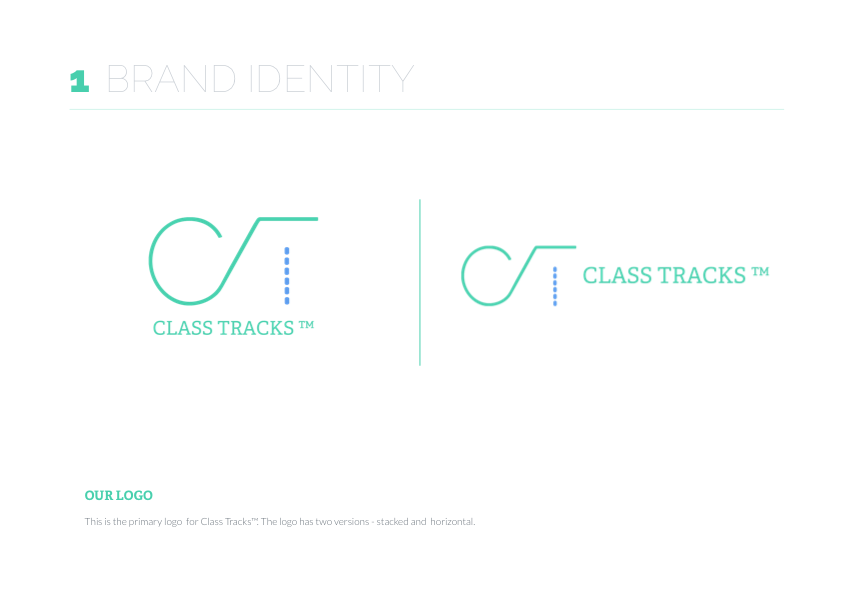 1 BRAND IDENTITY
CLASS TRACKS ™
CLASS TRACKS ™
OUR LOGO
This is the primary logo for Class Tracks™. The logo has two versions - stacked and horizontal.